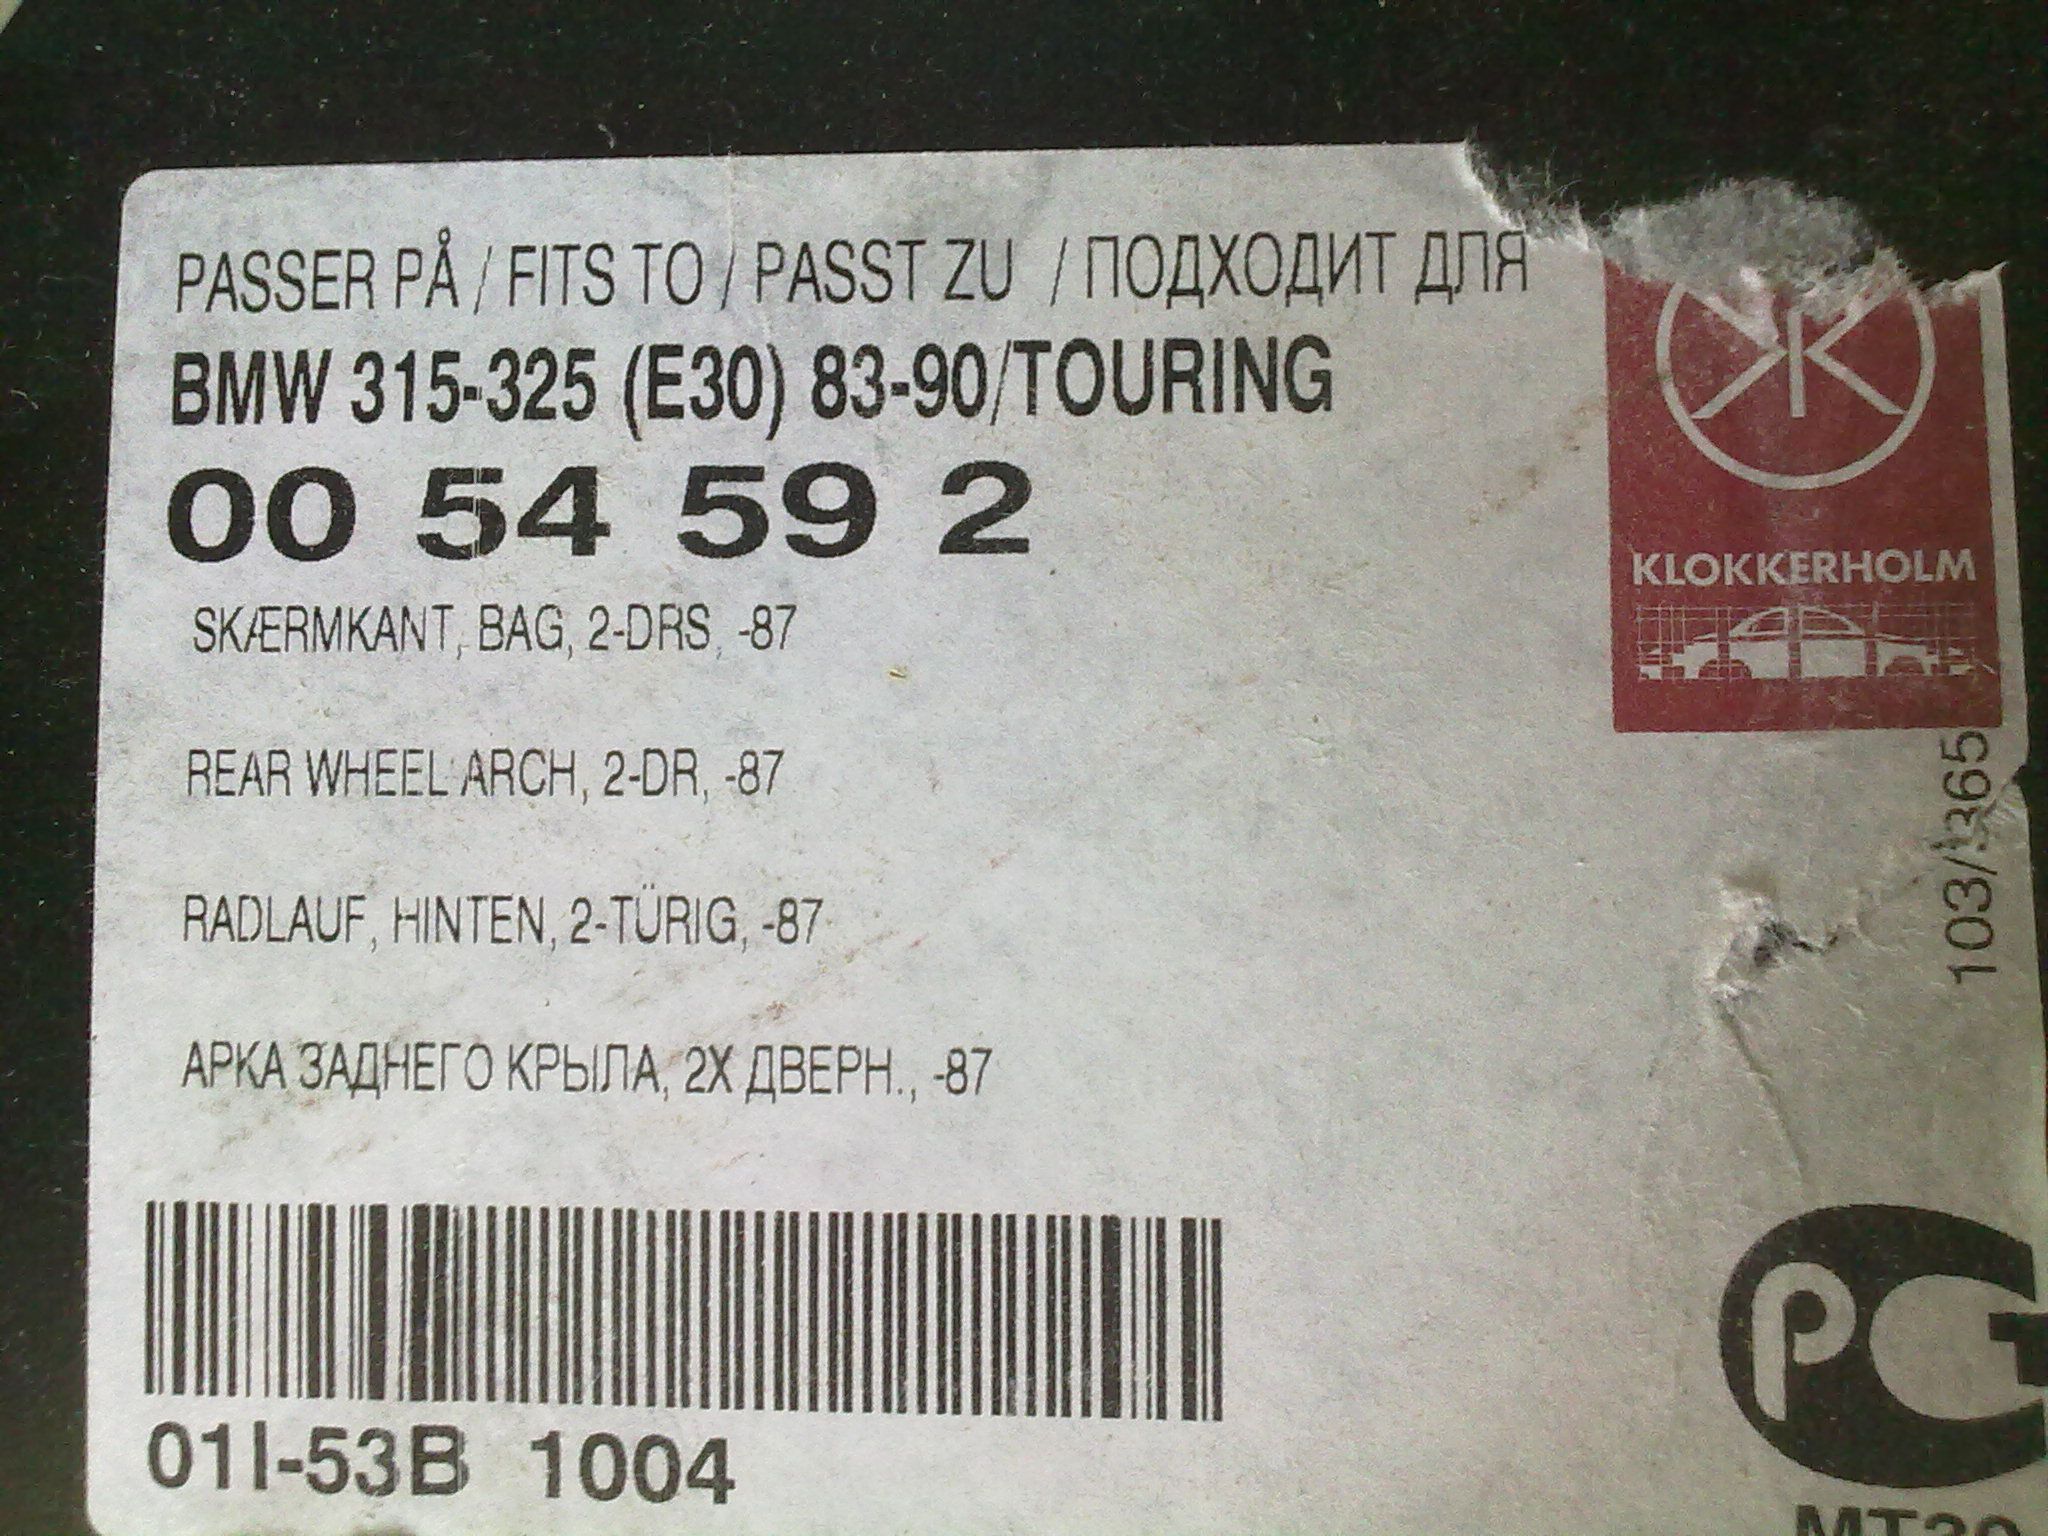 PASSER PÅ / FITS TO / PASST ZU / ПОДХОДИТ ДЛЯ
BMW 315-325 (E30) 83-90/TOURING
00 54 59 2
SKÆRMKANT, BAG, 2-DRS, -87
REAR WHEEL ARCH, 2-DR, -87
RADLAUF, HINTEN, 2-TÜRIG, -87
АРКА ЗАДНЕГО КРЫЛА, 2Х ДВЕРН., -87
01I-53B 1004
KLOKKERHOLM
103/3365